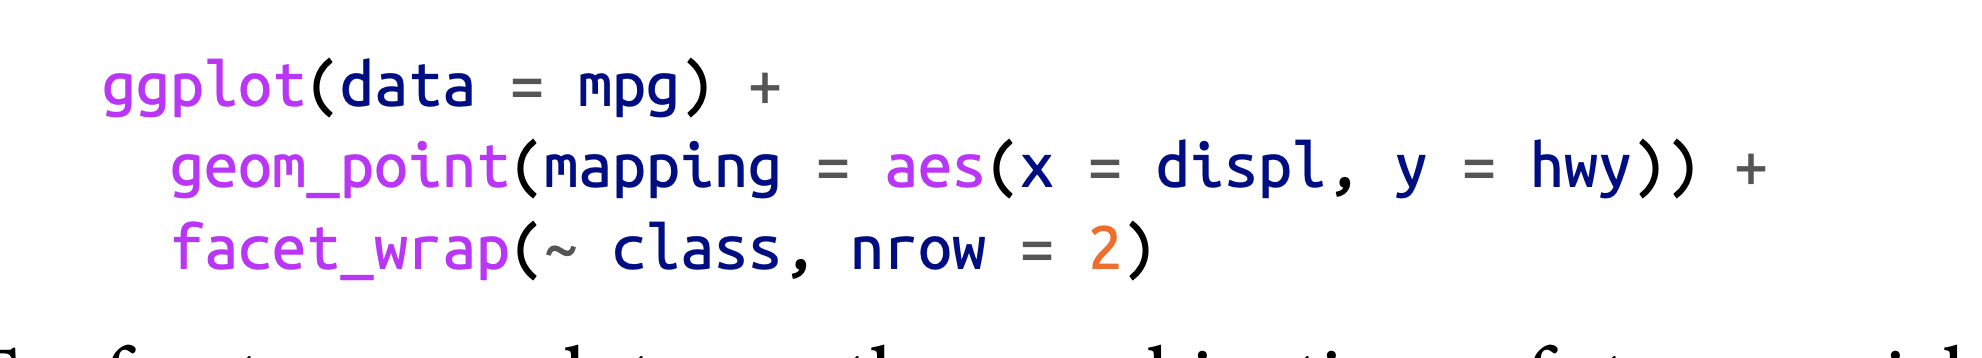 ggplot(data = mpg) +
  geom_point(mapping = aes(x = displ, y = hwy)) +
  facet_wrap(~ class, nrow = 2)